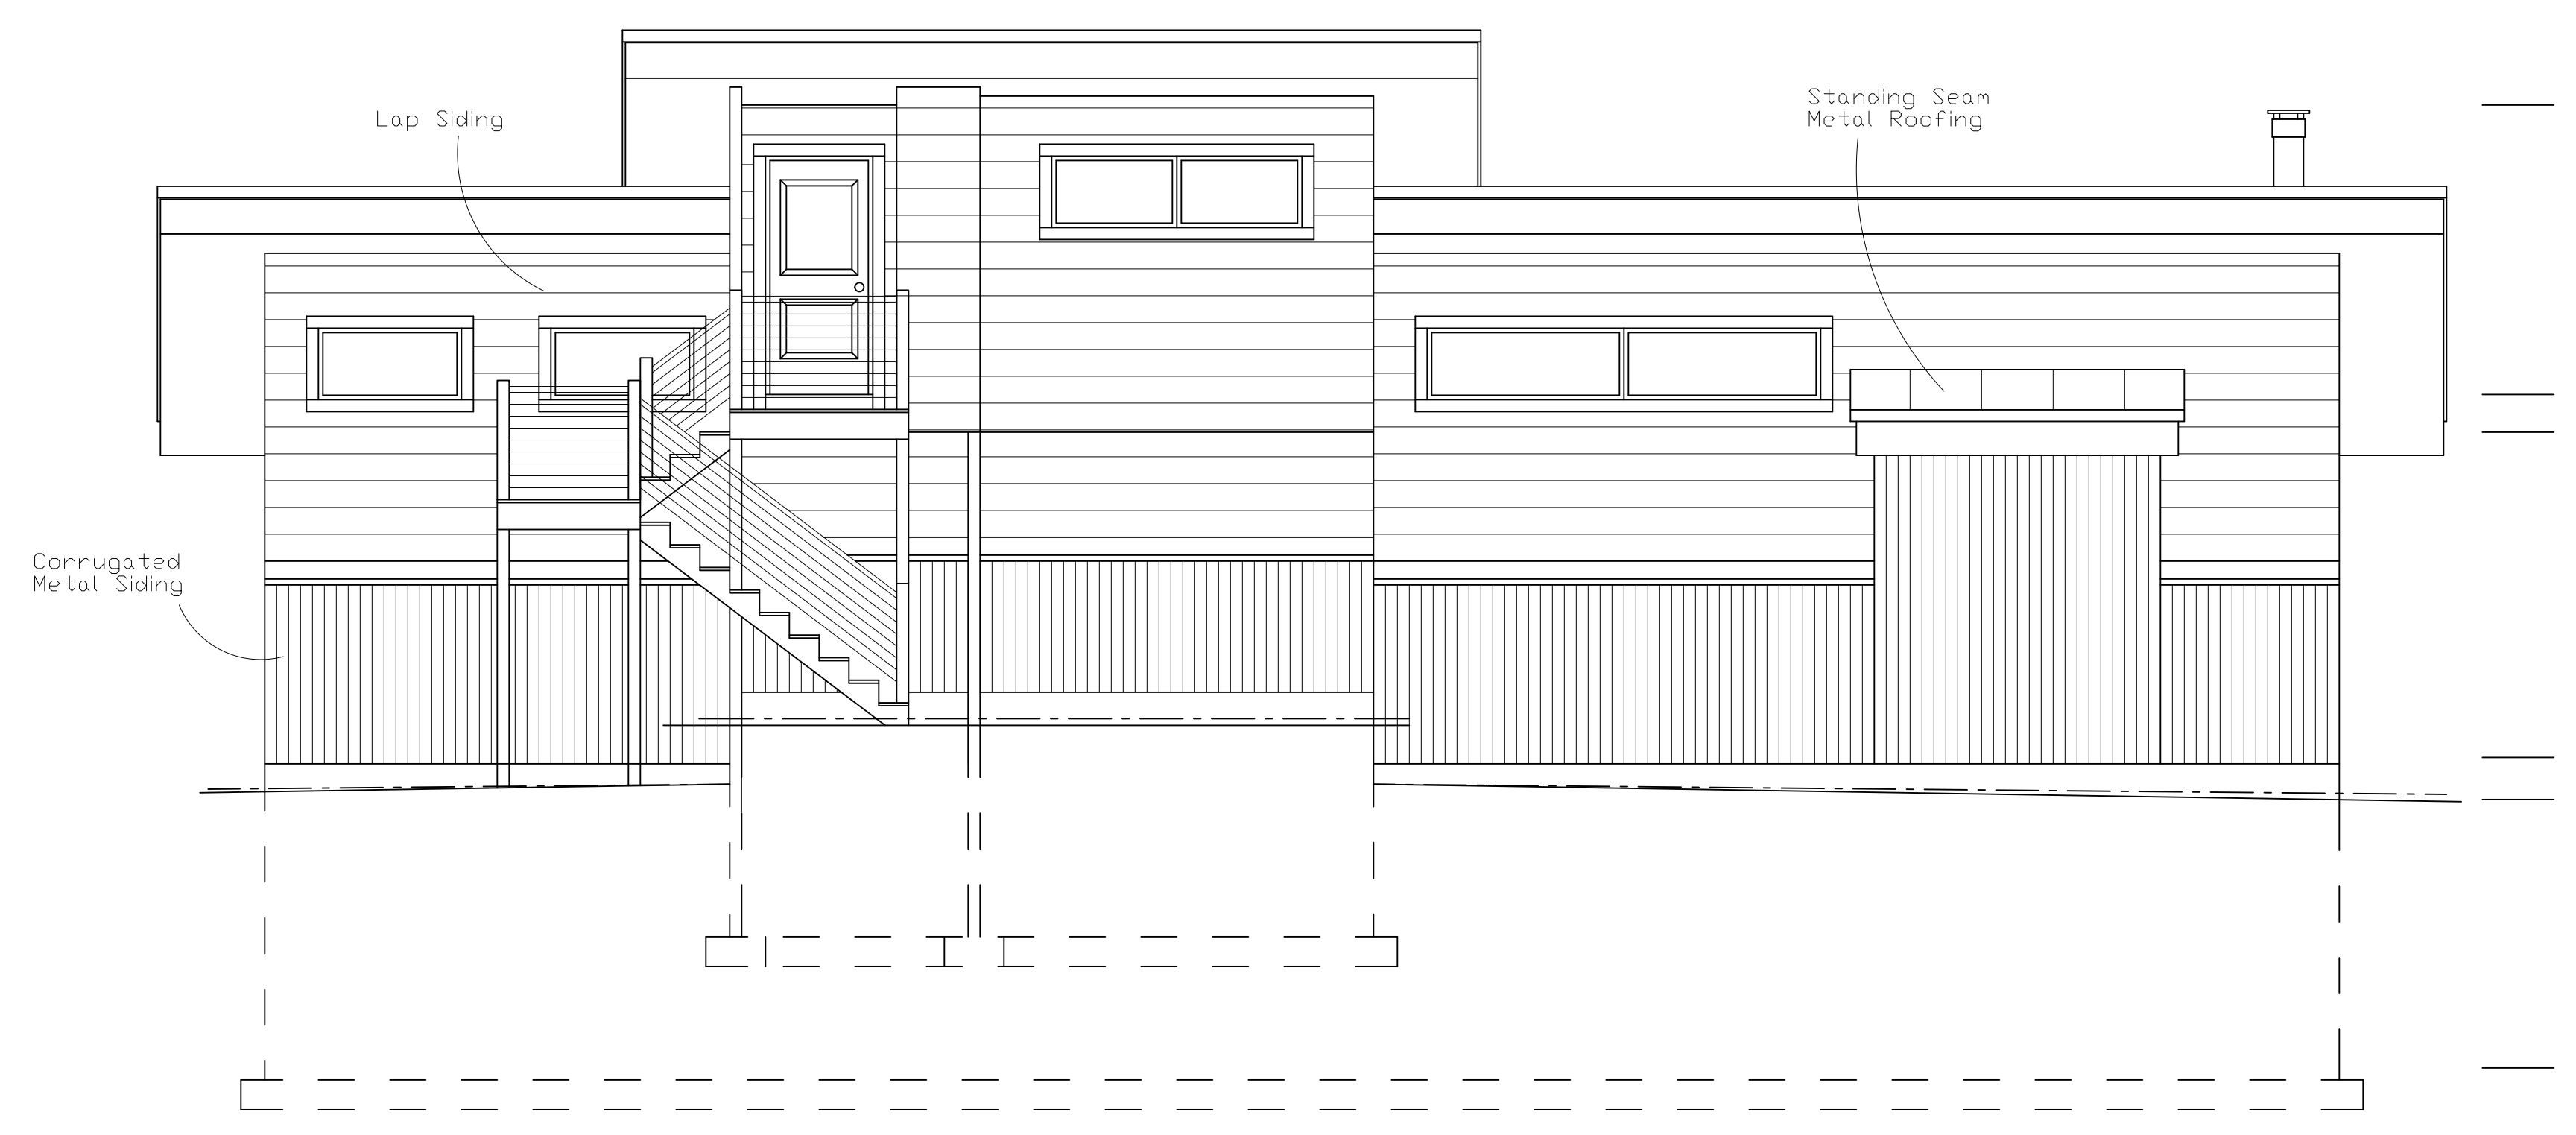 Lap Siding
Standing Seam
Metal Roofing
Corrugated
Metal Siding